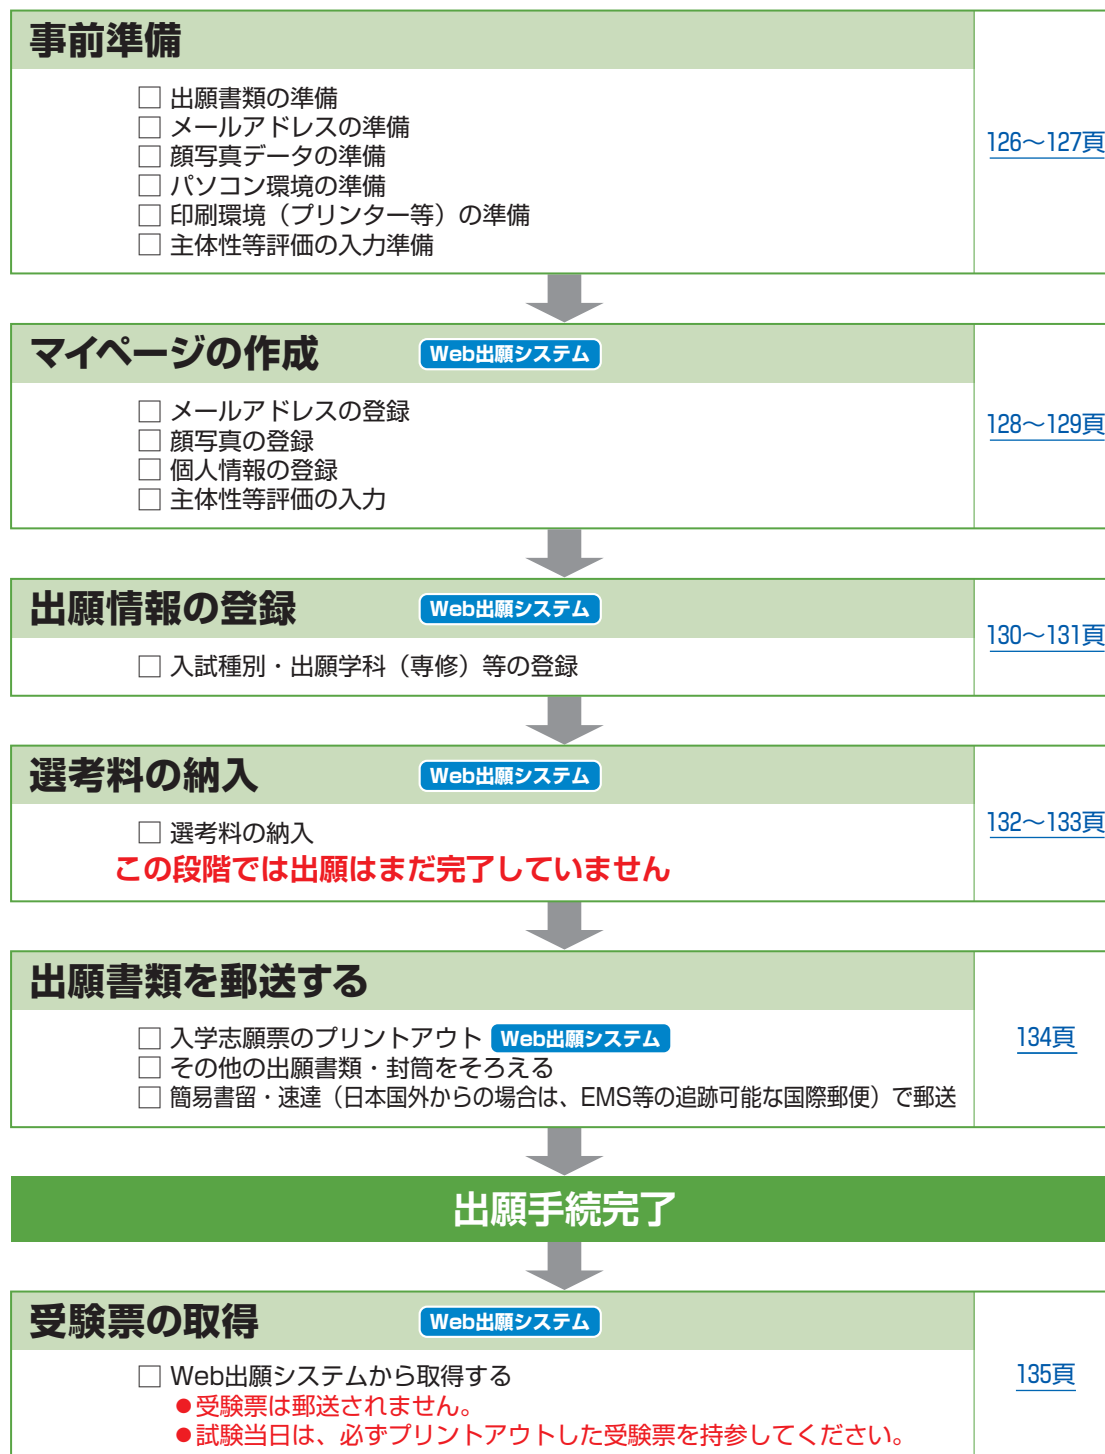 事前準備
□ 出願書類の準備
□ メールアドレスの準備
□ 顔写真データの準備
□ パソコン環境の準備
□ 印刷環境（プリンター等）の準備
□ 主体性等評価の入力準備
126〜127頁
マイページの作成 Web出願システム
□ メールアドレスの登録
□ 顔写真の登録
□ 個人情報の登録
□ 主体性等評価の入力
128〜129頁
出願情報の登録 Web出願システム
□ 入試種別・出願学科（専修）等の登録
130〜131頁
選考料の納入 Web出願システム
□ 選考料の納入
この段階では出願はまだ完了していません
132〜133頁
出願書類を郵送する
□ 入学志願票のプリントアウト Web出願システム
□ その他の出願書類・封筒をそろえる
□ 簡易書留・速達（日本国外からの場合は、EMS等の追跡可能な国際郵便）で郵送
134頁
出願手続完了
受験票の取得 Web出願システム
□ Web出願システムから取得する
●受験票は郵送されません。
●試験当日は、必ずプリントアウトした受験票を持参してください。
135頁